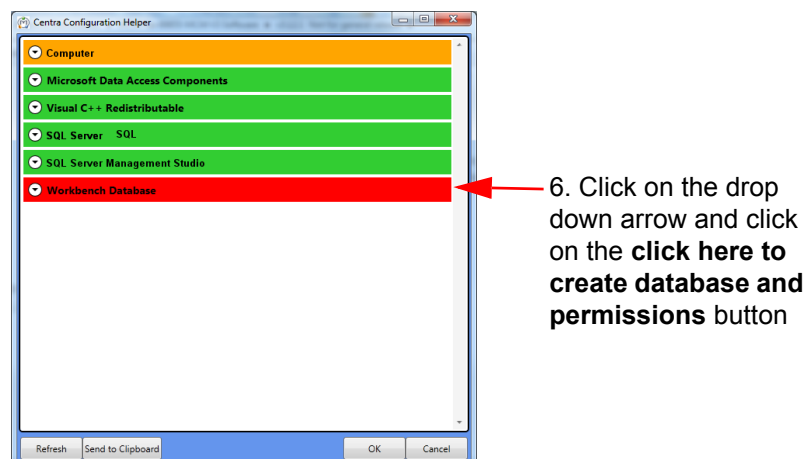 Centra Configuration Helper
Computer
Microsoft Data Access Components
Visual C++ Redistributable
SQL Server SQL
SQL Server Management Studio
Workbench Database
6. Click on the drop
down arrow and click
on the click here to
create database and
permissions button
Refresh Send to Clipboard OK Cancel